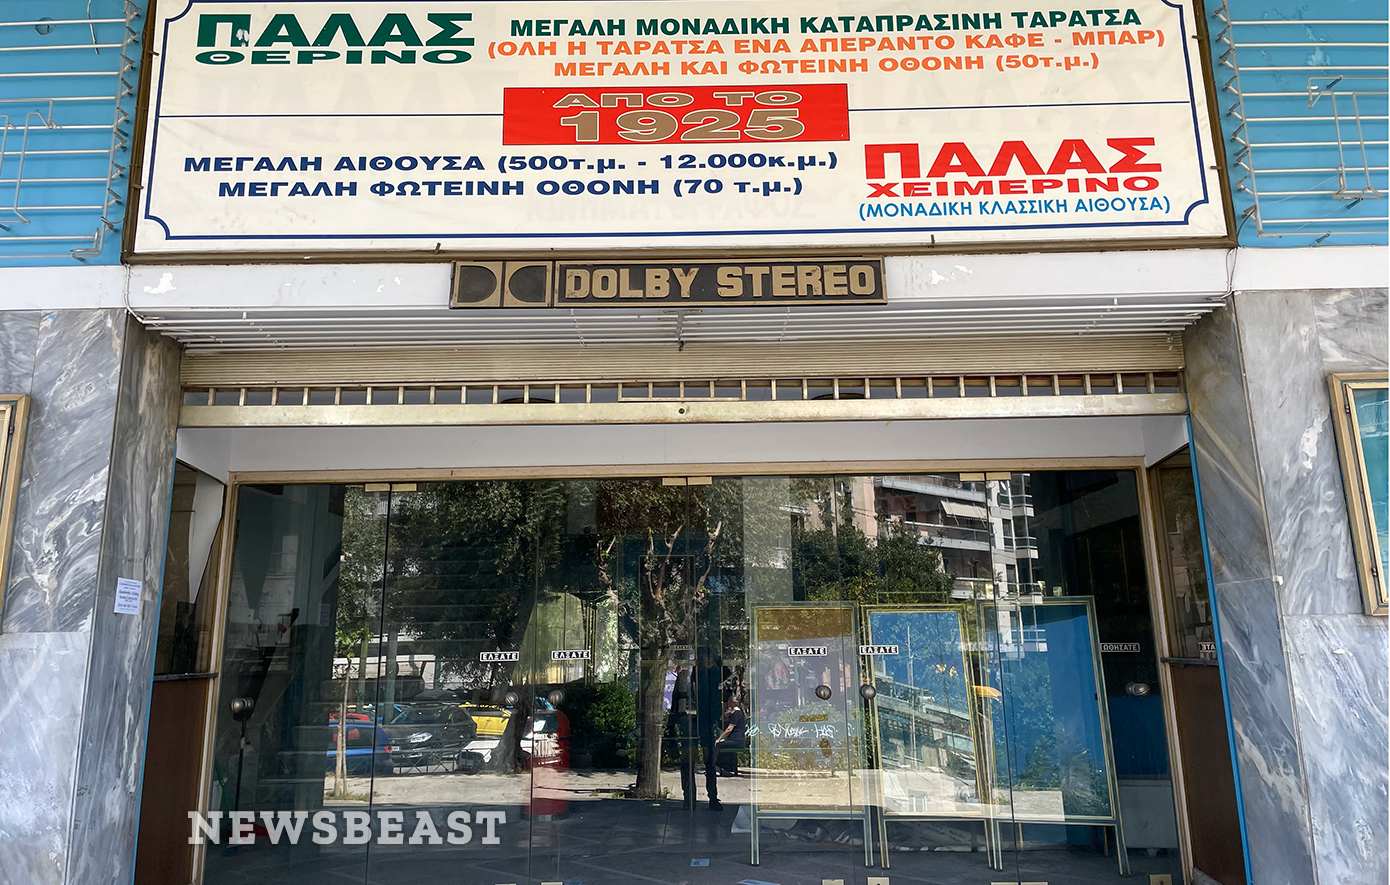 ΠΑΛΑΣ
ΘΕΡΙΝΟ
ΜΕΓΑΛΗ ΜΟΝΑΔΙΚΗ ΚΑΤΑΠΡΑΣΙΝΗ ΤΑΡΑΤΣΑ
(ΟΛΗ Η ΤΑΡΑΤΣΑ ΕΝΑ ΑΠΕΡΑΝΤΟ ΚΑΦΕ - ΜΠΑΡ)
ΜΕΓΑΛΗ ΚΑΙ ΦΩΤΕΙΝΗ ΟΘΟΝΗ (50τ.μ.)
ΑΠΟ ΤΟ
1925
ΜΕΓΑΛΗ ΑΙΘΟΥΣΑ (500τ.μ. - 12.000κ.μ.)
ΜΕΓΑΛΗ ΦΩΤΕΙΝΗ ΟΘΟΝΗ (70 τ.μ.)
ΠΑΛΑΣ
ΧΕΙΜΕΡΙΝΟ
(ΜΟΝΑΔΙΚΗ ΚΛΑΣΣΙΚΗ ΑΙΘΟΥΣΑ)
DOLBY STEREO
ΕΛΞΑΤΕ
ΕΛΞΑΤΕ
ΕΛΞΑΤΕ
ΕΛΞΑΤΕ
ΩΘΗΣΑΤΕ
NEWSBEAST